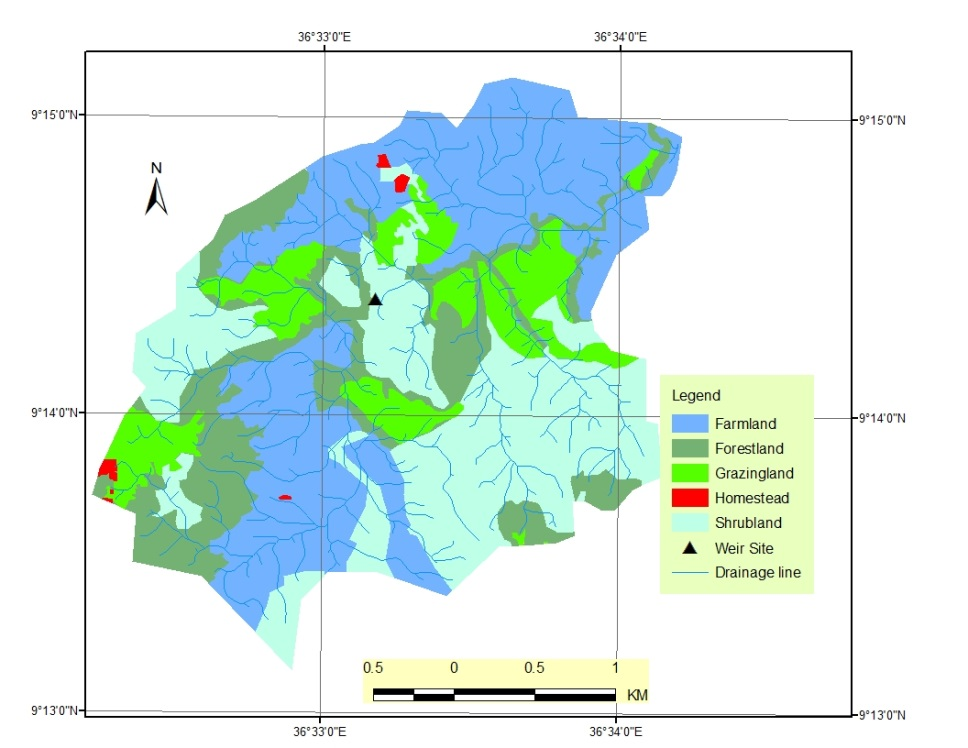 36°33'0"E 36°34'0"E
9°15'0"N 9°15'0"N
N
9°14'0"N 9°14'0"N
Legend
Farmland
Forestland
Grazingland
Homestead
Shrubland
Weir Site
Drainage line
0.5 0 0.5 1
KM
9°13'0"N 9°13'0"N
36°33'0"E 36°34'0"E